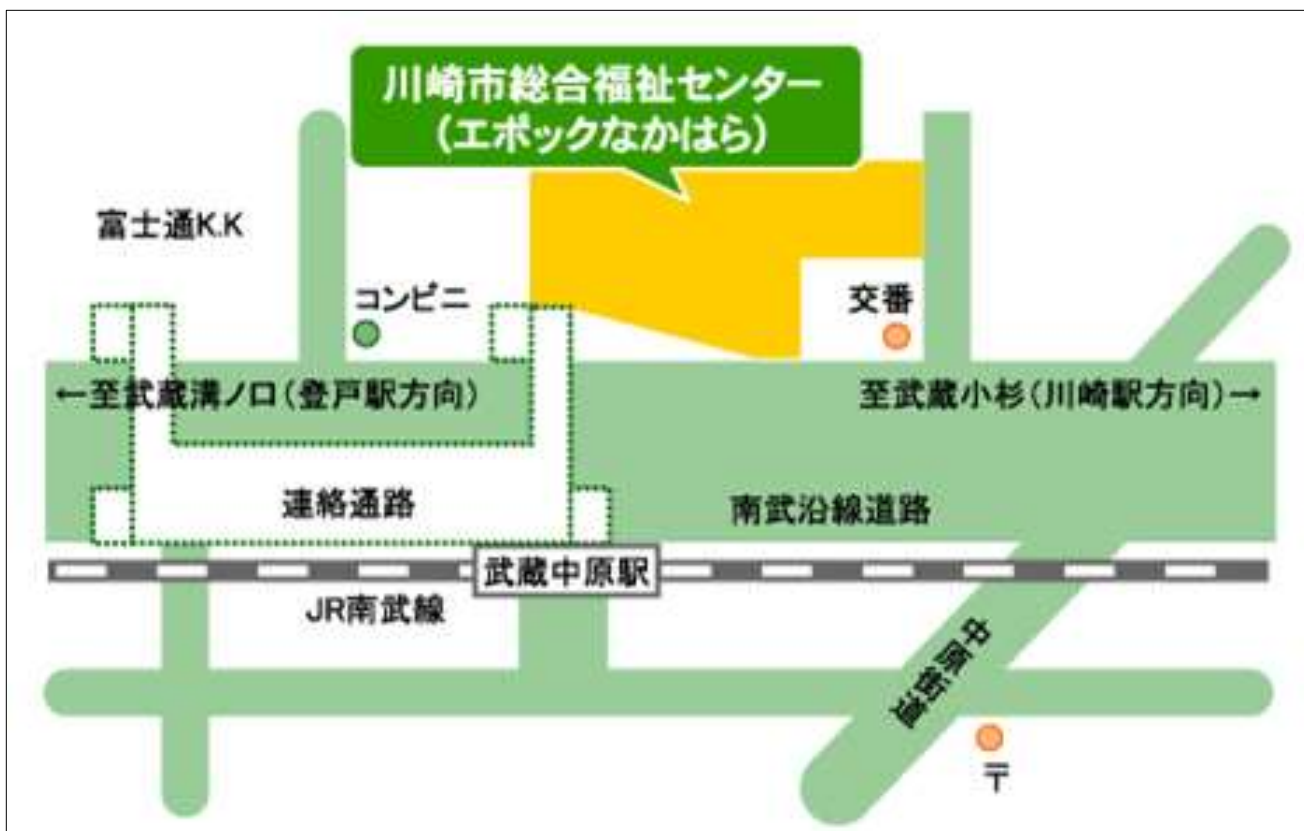 川崎市総合福祉センター
(エポックなかはら)
富士通K.K
コンビニ
交番
←至武蔵溝ノ口(登戸駅方向)
至武蔵小杉(川崎駅方向)→
連絡通路
南武沿線道路
武蔵中原駅
JR南武線
中原街道
〒